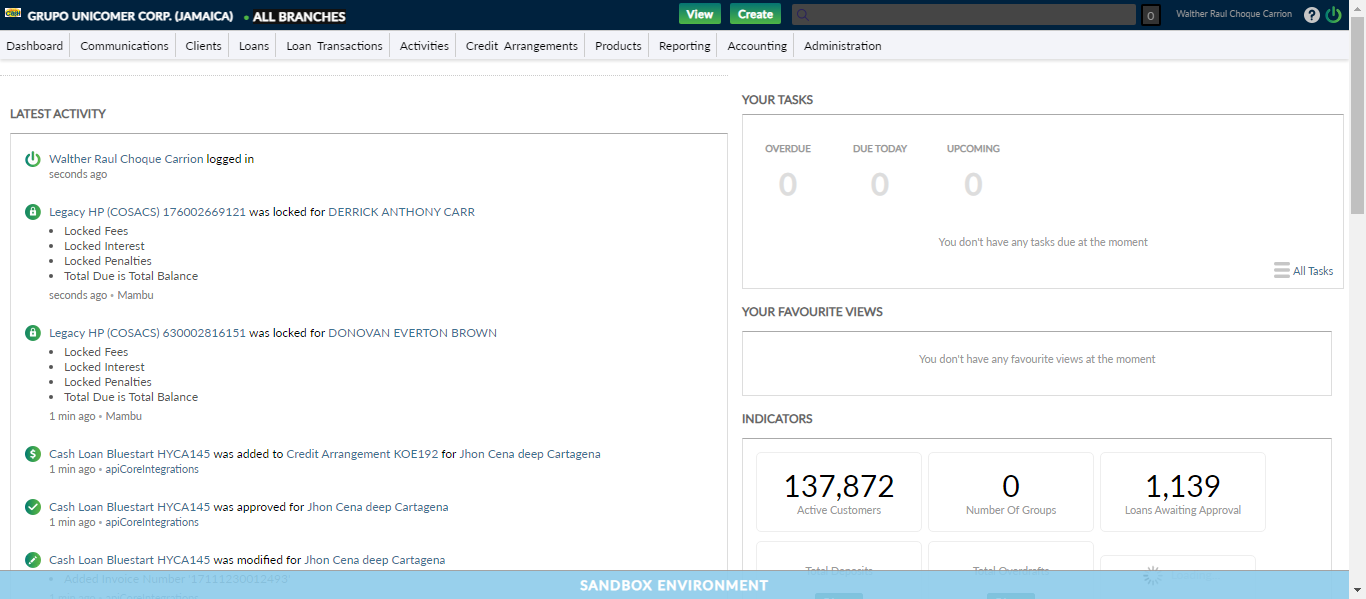 CASH
GRUPO UNICOMER CORP. (JAMAICA) • ALL BRANCHES
View
Create
0
Walther Raul Choque Carrion
?
Dashboard
Communications
Clients
Loans
Loan Transactions
Activities
Credit Arrangements
Products
Reporting
Accounting
Administration
LATEST ACTIVITY
Walther Raul Choque Carrion logged in
seconds ago
Legacy HP (COSACS) 176002669121 was locked for DERRICK ANTHONY CARR
• Locked Fees
• Locked Interest
• Locked Penalties
• Total Due is Total Balance
seconds ago • Mambu
Legacy HP (COSACS) 630002816151 was locked for DONOVAN EVERTON BROWN
• Locked Fees
• Locked Interest
• Locked Penalties
• Total Due is Total Balance
1 min ago • Mambu
$
Cash Loan Bluestart HYCA145 was added to Credit Arrangement KOE192 for Jhon Cena deep Cartagena
1 min ago • apiCoreIntegrations
Cash Loan Bluestart HYCA145 was approved for Jhon Cena deep Cartagena
1 min ago • apiCoreIntegrations
Cash Loan Bluestart HYCA145 was modified for Jhon Cena deep Cartagena
• Added Invoice Number '17111230012493'
1 min ago • apiCoreIntegrations
YOUR TASKS
OVERDUE
DUE TODAY
UPCOMING
0
0
0
You don't have any tasks due at the moment
All Tasks
YOUR FAVOURITE VIEWS
You don't have any favourite views at the moment
INDICATORS
137,872
Active Customers
0
Number Of Groups
1,139
Loans Awaiting Approval
Total Deposits
Total Overdrafts
SANDBOX ENVIRONMENT